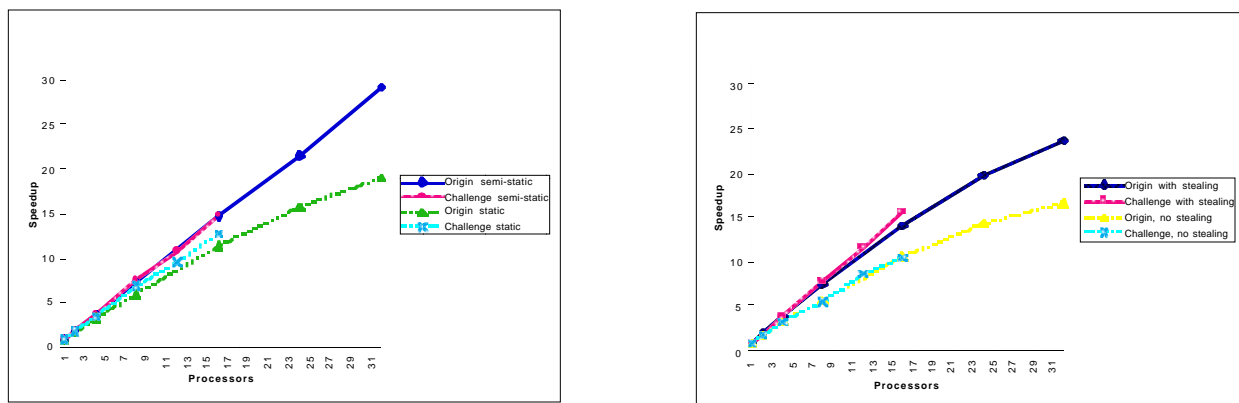 30
25
20
15
10
5
0
Speedup
1 3 5 7 9 11 13 15 17 19 21 23 25 27 29 31
Processors
Origin semi-static
Challenge semi-static
Origin static
Challenge static
30
25
20
15
10
5
0
Speedup
1 3 5 7 9 11 13 15 17 19 21 23 25 27 29 31
Processors
Origin with stealing
Challenge with stealing
Origin, no stealing
Challenge, no stealing